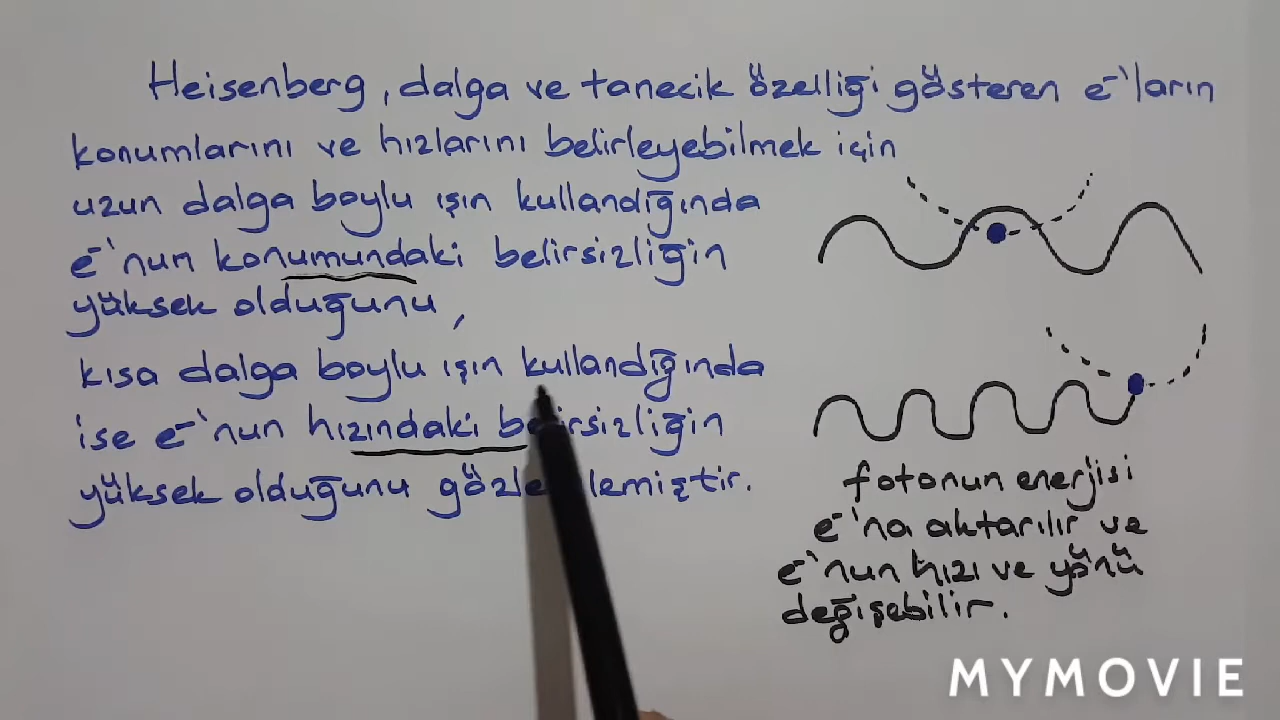 Heisenberg, dalga ve tanecik özelliği gösteren e⁻'ların
konumlarını ve hızlarını belirleyebilmek için
uzun dalga boylu ışın kullandığında
e⁻'nun konumundaki belirsizliğin
yüksek olduğunu,
kısa dalga boylu ışın kullandığında
ise e⁻'nun hızındaki belirsizliğin
yüksek olduğunu
fotonun enerjisi
e⁻'na aktarılır ve
e⁻'nun hızı ve yönü
değişebilir.
MYMOVIE